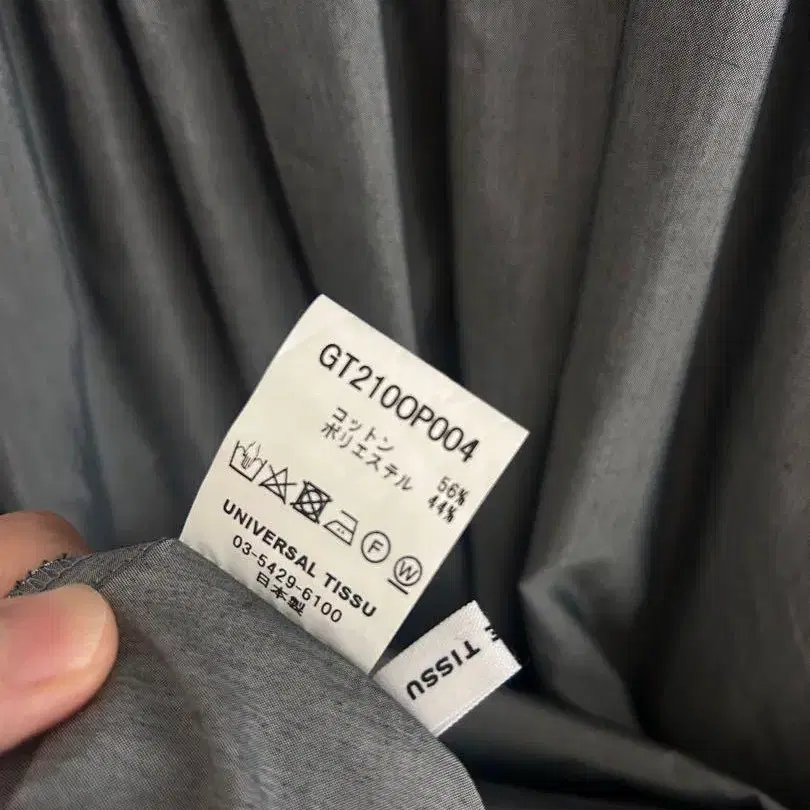 GT210OP004
コットン 56%
ポリエステル 44%
F W
UNIVERSAL TISSU
03-5429-6100
日本製
TISSU